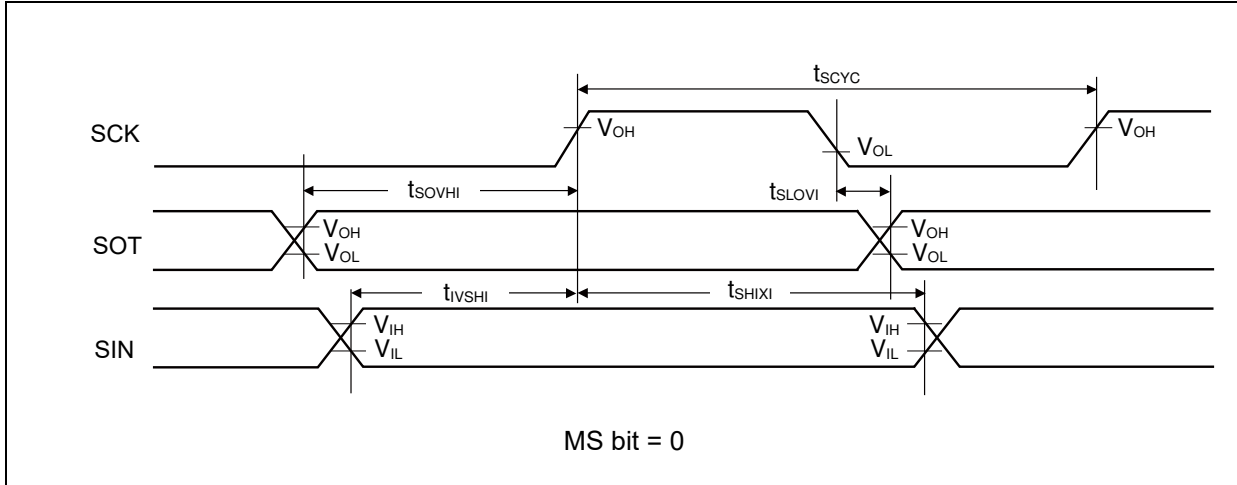 tSCYC
SCK
VOH
VOL
VOH
tSOVHI
tSLOVI
SOT
VOH
VOL
VOH
VOL
tIVSHI
tSHIXI
SIN
VIH
VIL
VIH
VIL
MS bit = 0